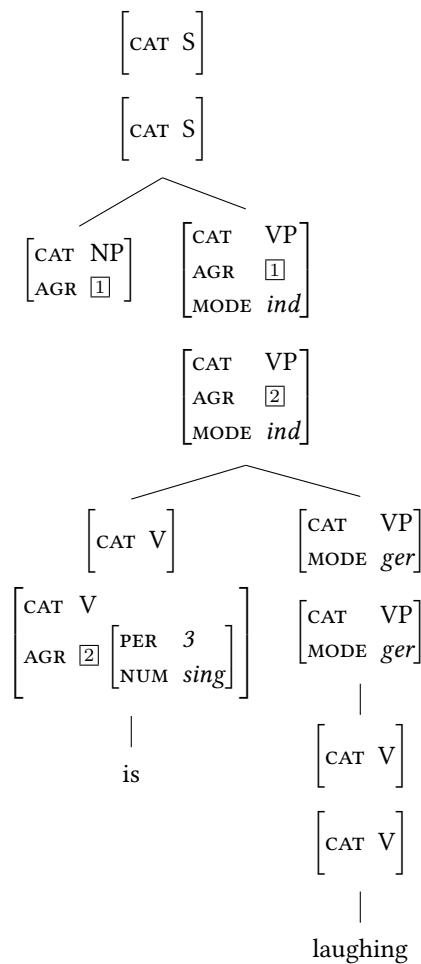 CAT S
CAT S
CAT NP
AGR 1
CAT VP
AGR 1
MODE ind
CAT VP
AGR 2
MODE ind
CAT V
CAT VP
MODE ger
CAT V
AGR 2 PER 3
NUM sing
is
CAT VP
MODE ger
CAT V
CAT V
laughing